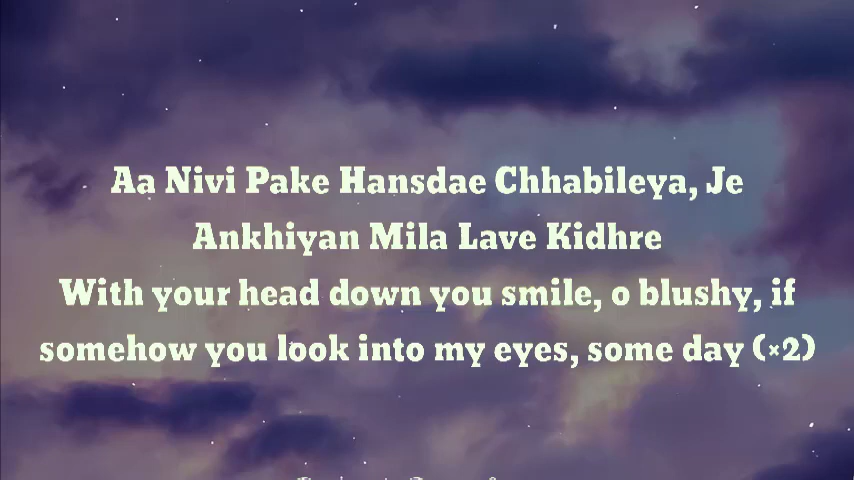 Aa Nivi Pake Hansdae Chhabileya, Je
Ankhiyan Mila Lave Kidhre
With your head down you smile, o blushy, if
somehow you look into my eyes, some day (×2)